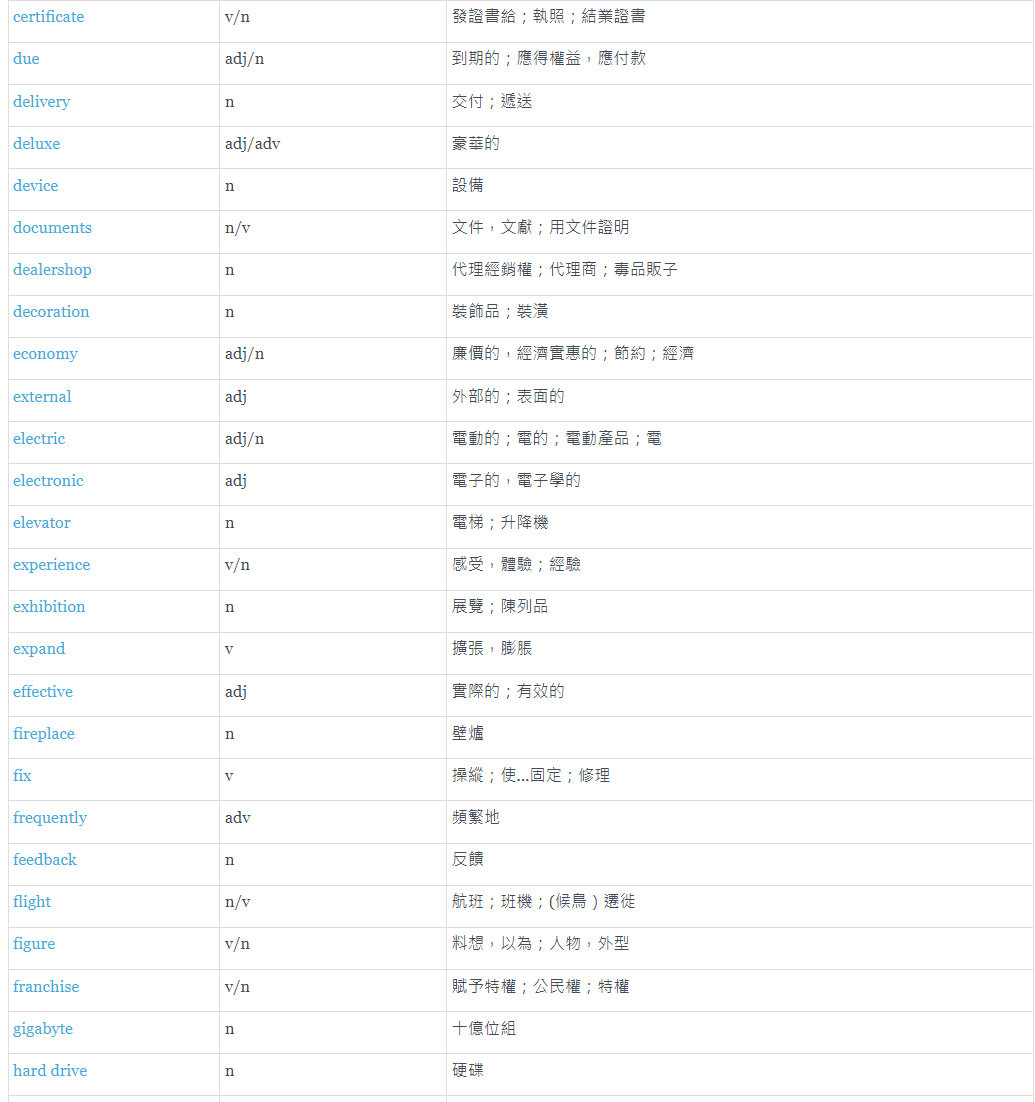 certificate v/n 發證書給；執照；結業證書
due adj/n 到期的；應得權益，應付款
delivery n 交付；遞送
deluxe adj/adv 豪華的
device n 設備
documents n/v 文件，文獻；用文件證明
dealershop n 代理經銷權；代理商；毒品販子
decoration n 裝飾品；裝潢
economy adj/n 廉價的，經濟實惠的；節約；經濟
external adj 外部的；表面的
electric adj/n 電動的；電的；電動產品；電
electronic adj 電子的，電子學的
elevator n 電梯；升降機
experience v/n 感受，體驗；經驗
exhibition n 展覽；陳列品
expand v 擴張，膨脹
effective adj 實際的；有效的
fireplace n 壁爐
fix v 操縱；使...固定；修理
frequently adv 頻繁地
feedback n 反饋
flight n/v 航班；班機；(候鳥）遷徙
figure v/n 料想，以為；人物，外型
franchise v/n 賦予特權；公民權；特權
gigabyte n 十億位組
hard drive n 硬碟